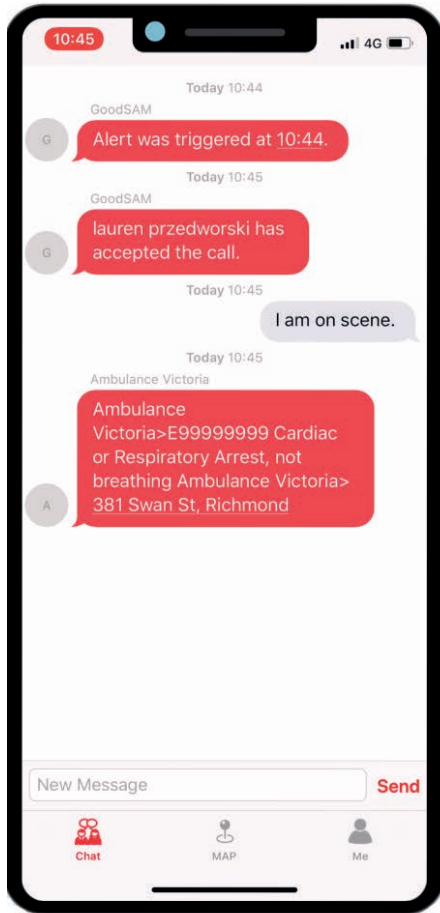 10:45
4G
Today 10:44
GoodSAM
G
Alert was triggered at 10:44.
Today 10:45
GoodSAM
G
lauren przedworski has
accepted the call.
Today 10:45
I am on scene.
Today 10:45
Ambulance Victoria
A
Ambulance
Victoria>E99999999 Cardiac
or Respiratory Arrest, not
breathing Ambulance Victoria>
381 Swan St, Richmond
New Message
Send
Chat
MAP
Me